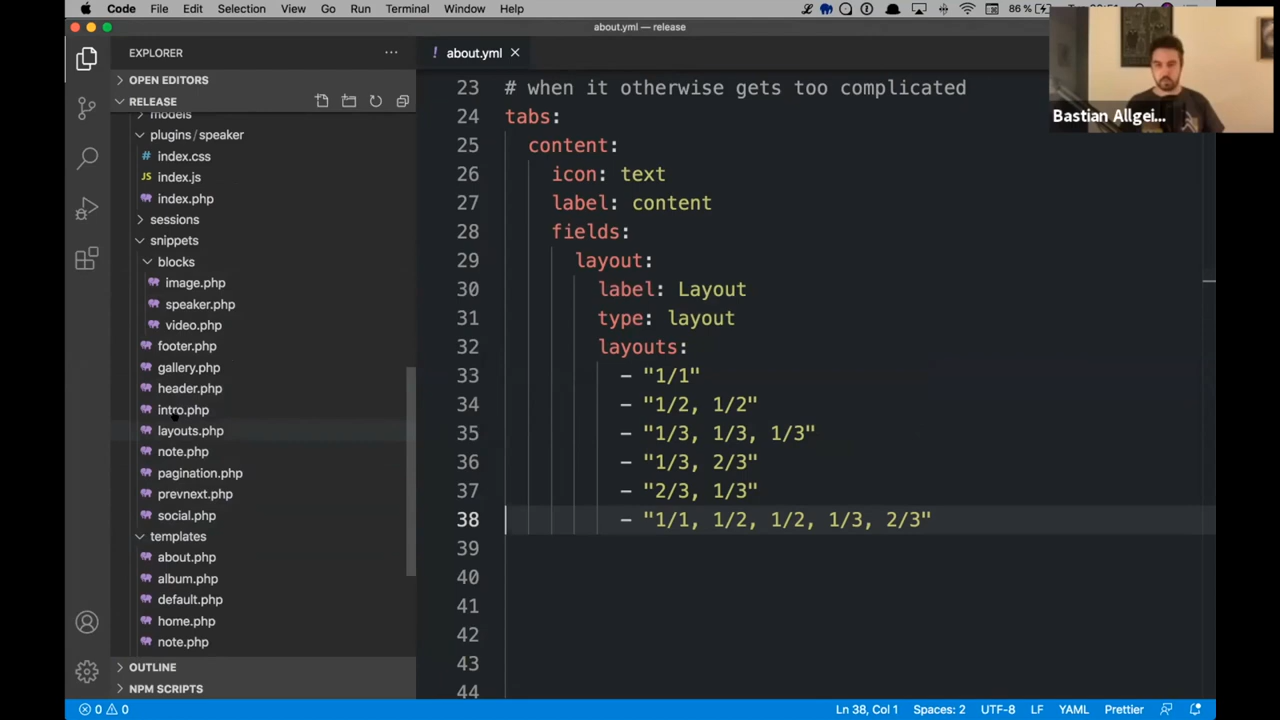 Code File Edit Selection View Go Run Terminal Window Help 86 %
about.yml — release
EXPLORER
about.yml
OPEN EDITORS
RELEASE
models
plugins / speaker
index.css
JS index.js
index.php
sessions
snippets
blocks
image.php
speaker.php
video.php
footer.php
gallery.php
header.php
intro.php
layouts.php
note.php
pagination.php
prevnext.php
social.php
templates
about.php
album.php
default.php
home.php
note.php
OUTLINE
NPM SCRIPTS
23 # when it otherwise gets too complicated
24 tabs:
25 content:
26 icon: text
27 label: content
28 fields:
29 layout:
30 label: Layout
31 type: layout
32 layouts:
33 - "1/1"
34 - "1/2, 1/2"
35 - "1/3, 1/3, 1/3"
36 - "1/3, 2/3"
37 - "2/3, 1/3"
38 - "1/1, 1/2, 1/2, 1/3, 2/3"
39
40
41
42
43
44
Bastian Allgei...
0 0 Ln 38, Col 1 Spaces: 2 UTF-8 LF YAML Prettier